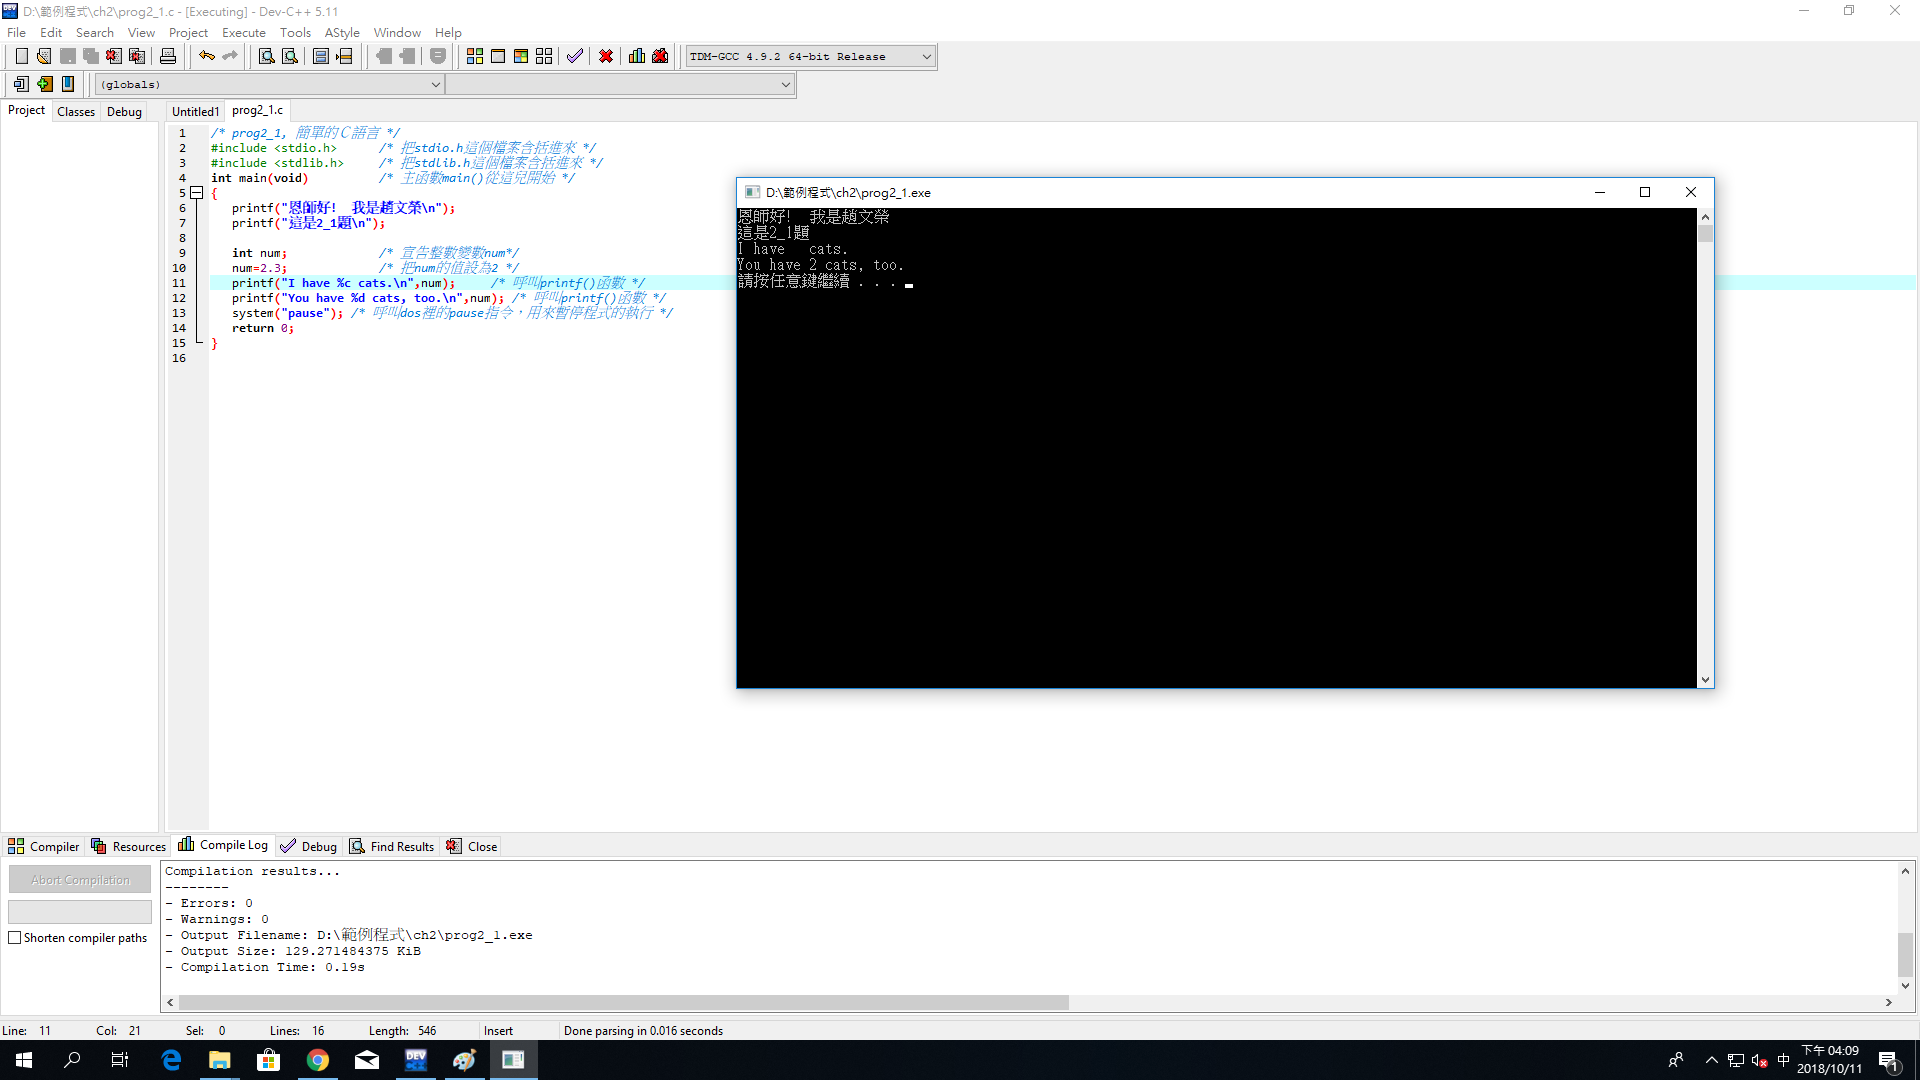 D:\範例程式\ch2\prog2_1.c - [Executing] - Dev-C++ 5.11
File Edit Search View Project Execute Tools AStyle Window Help
TDM-GCC 4.9.2 64-bit Release
(globals)
Project Classes Debug
Untitled1 prog2_1.c
1 /* prog2_1, 簡單的Ｃ語言 */
2 #include <stdio.h> /* 把stdio.h這個檔案含括進來 */
3 #include <stdlib.h> /* 把stdlib.h這個檔案含括進來 */
4 int main(void) /* 主函數main()從這兒開始 */
5 {
6 printf("恩師好! 我是趙文榮\n");
7 printf("這是2_1題\n");
8
9 int num; /* 宣告整數變數num*/
10 num=2.3; /* 把num的值設為2 */
11 printf("I have %c cats.\n",num); /* 呼叫printf()函數 */
12 printf("You have %d cats, too.\n",num); /* 呼叫printf()函數 */
13 system("pause"); /* 呼叫dos裡的pause指令，用來暫停程式的執行 */
14 return 0;
15 }
16
D:\範例程式\ch2\prog2_1.exe
恩師好! 我是趙文榮
這是2_1題
I have   cats.
You have 2 cats, too.
請按任意鍵繼續 . . .
Compiler Resources Compile Log Debug Find Results Close
Abort Compilation
Shorten compiler paths
Compilation results...
--------
- Errors: 0
- Warnings: 0
- Output Filename: D:\範例程式\ch2\prog2_1.exe
- Output Size: 129.271484375 KiB
- Compilation Time: 0.19s
Line: 11 Col: 21 Sel: 0 Lines: 16 Length: 546 Insert Done parsing in 0.016 seconds
DEV
中
下午 04:09
2018/10/11
1